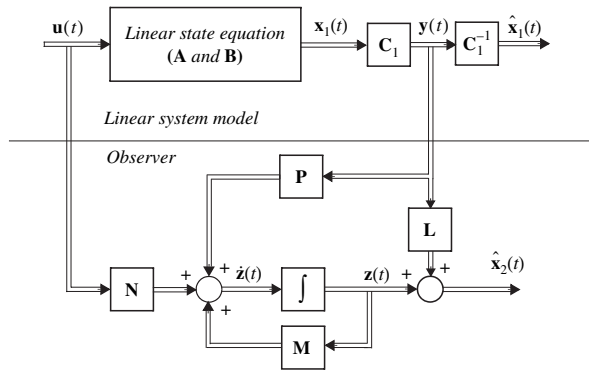 u(t)
Linear state equation
(A and B)
x₁(t)
C₁
y(t)
C₁⁻¹
x̂₁(t)
Linear system model
Observer
P
L
N
+
+
+
ż(t)
∫
z(t)
+
+
x̂₂(t)
M